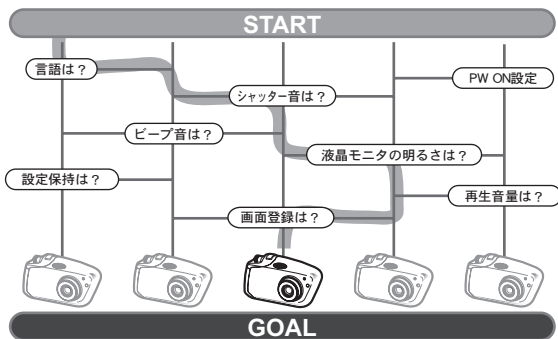 START
言語は？
PW ON設定
シャッター音は？
ビープ音は？
液晶モニタの明るさは？
設定保持は？
再生音量は？
画面登録は？
GOAL